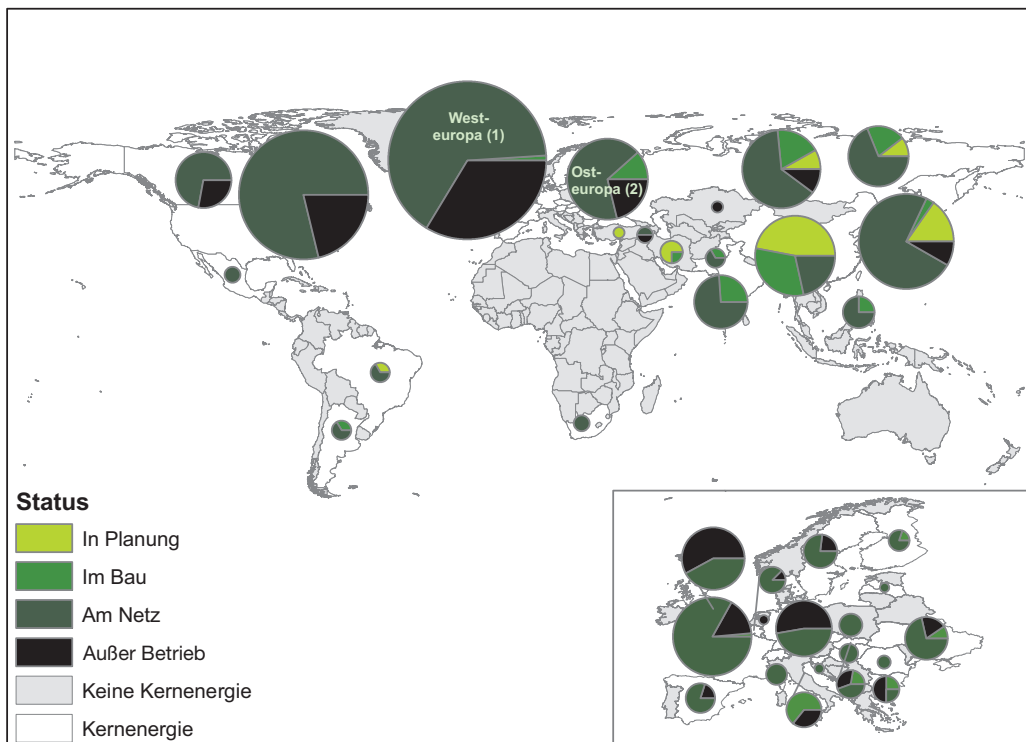 West-
europa (1)
Ost-
europa (2)
Status
In Planung
Im Bau
Am Netz
Außer Betrieb
Keine Kernenergie
Kernenergie